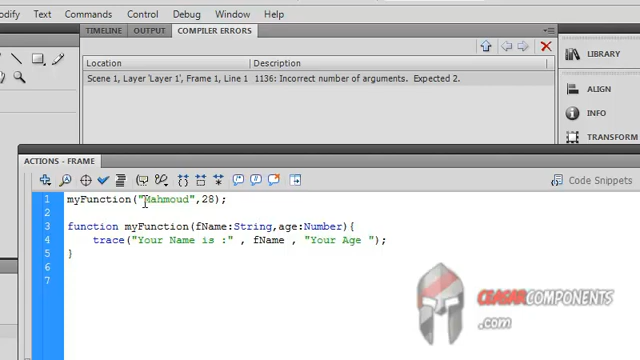 odify Text Commands Control Debug Window Help
TIMELINE OUTPUT COMPILER ERRORS
Location Description
Scene 1, Layer 'Layer 1', Frame 1, Line 1 1136: Incorrect number of arguments. Expected 2.
LIBRARY
ALIGN
INFO
TRANSFORM
ACTIONS - FRAME
Code Snippets
1 myFunction("Mahmoud",28);
2
3 function myFunction(fName:String,age:Number){
4 trace("Your Name is :" , fName , "Your Age ");
5 }
6
7
CEAGARCOMPONENTS
.com